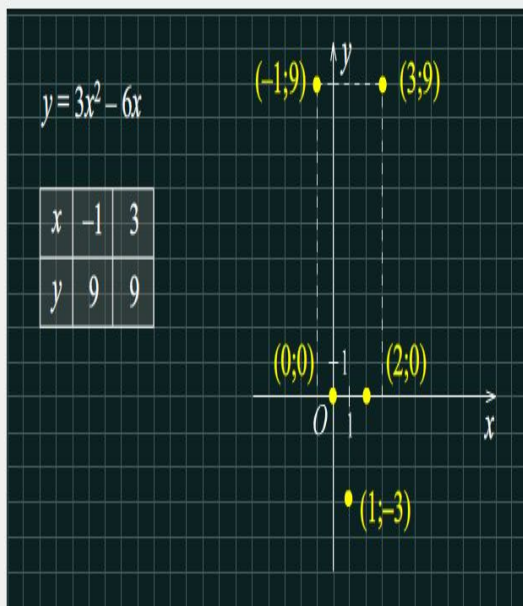 y
(–1;9) (3;9)
y = 3x² – 6x
x –1 3
y 9 9
(0;0) 1 (2;0)
O 1 x
(1;–3)